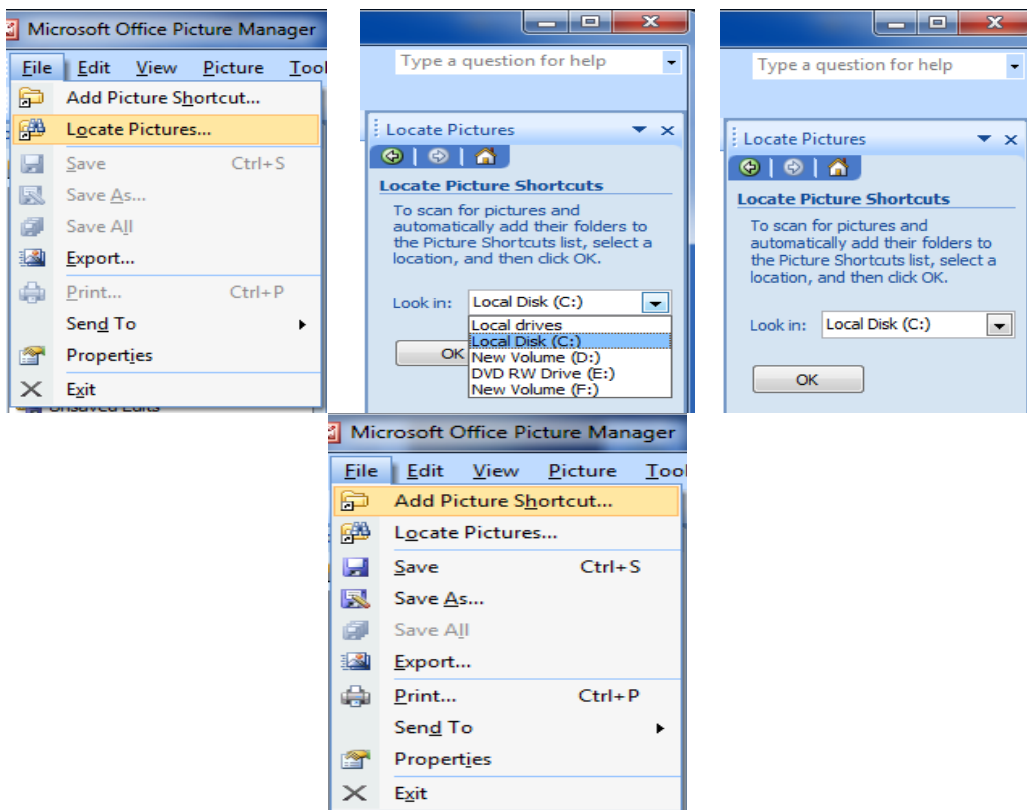 Microsoft Office Picture Manager
File Edit View Picture Tool
Add Picture Shortcut...
Locate Pictures...
Save Ctrl+S
Save As...
Save All
Export...
Print... Ctrl+P
Send To
Properties
Exit
Unsaved Edits
Type a question for help
Locate Pictures
Locate Picture Shortcuts
To scan for pictures and
automatically add their folders to
the Picture Shortcuts list, select a
location, and then click OK.
Look in: Local Disk (C:)
Local drives
Local Disk (C:)
OK
New Volume (D:)
DVD RW Drive (E:)
New Volume (F:)
Type a question for help
Locate Pictures
Locate Picture Shortcuts
To scan for pictures and
automatically add their folders to
the Picture Shortcuts list, select a
location, and then click OK.
Look in: Local Disk (C:)
OK
Microsoft Office Picture Manager
File Edit View Picture Tool
Add Picture Shortcut...
Locate Pictures...
Save Ctrl+S
Save As...
Save All
Export...
Print... Ctrl+P
Send To
Properties
Exit